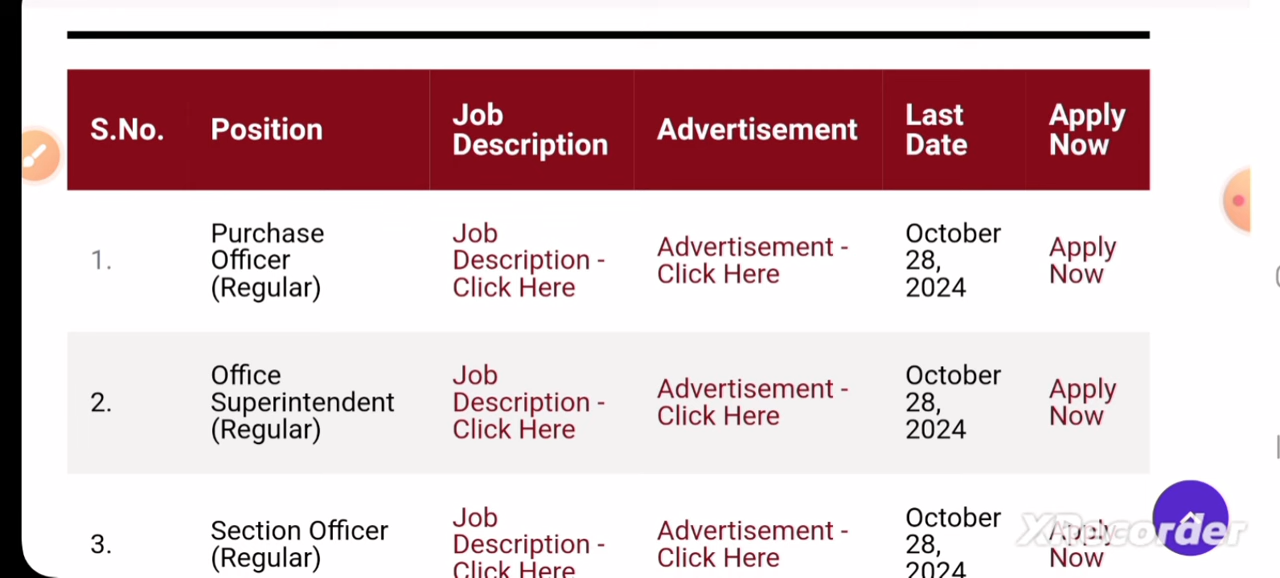 S.No. Position Job Description Advertisement Last Date Apply Now
1. Purchase Officer (Regular) Job Description - Click Here Advertisement - Click Here October 28, 2024 Apply Now
2. Office Superintendent (Regular) Job Description - Click Here Advertisement - Click Here October 28, 2024 Apply Now
3. Section Officer (Regular) Job Description - Click Here Advertisement - Click Here October 28, 2024 Apply Now
XRecorder